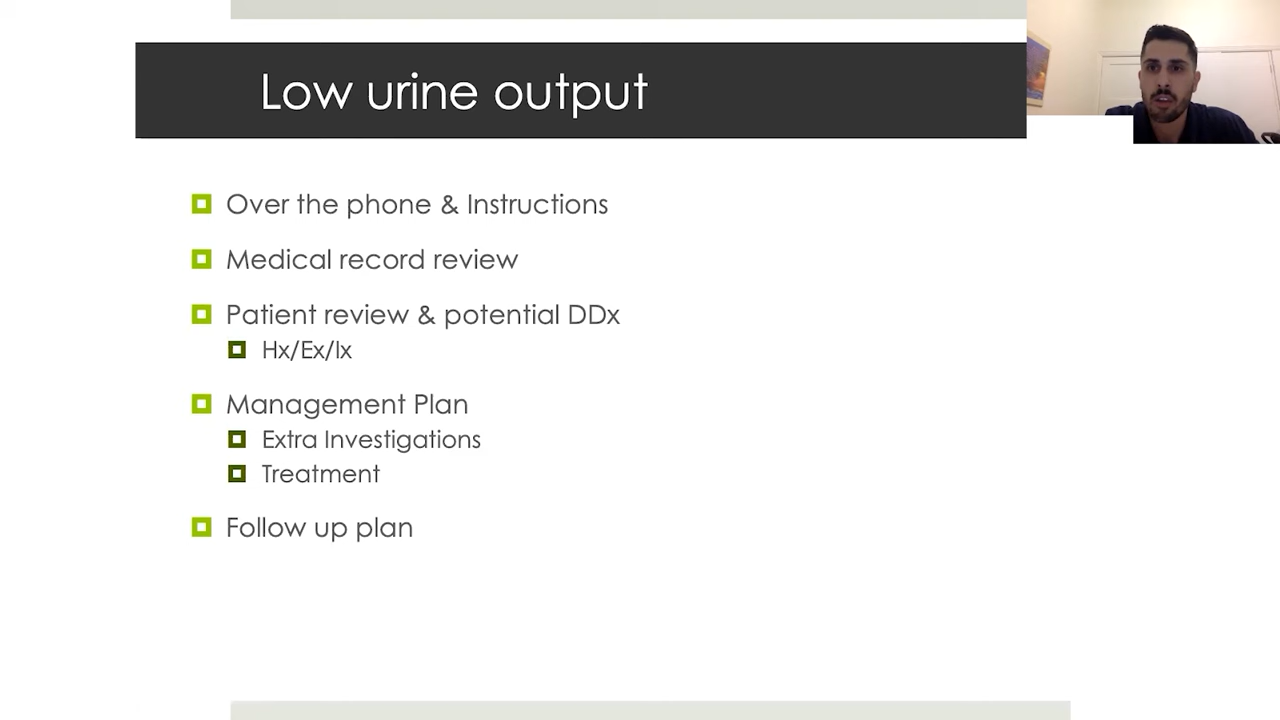 Low urine output
Over the phone & Instructions
Medical record review
Patient review & potential DDx
Hx/Ex/Ix
Management Plan
Extra Investigations
Treatment
Follow up plan